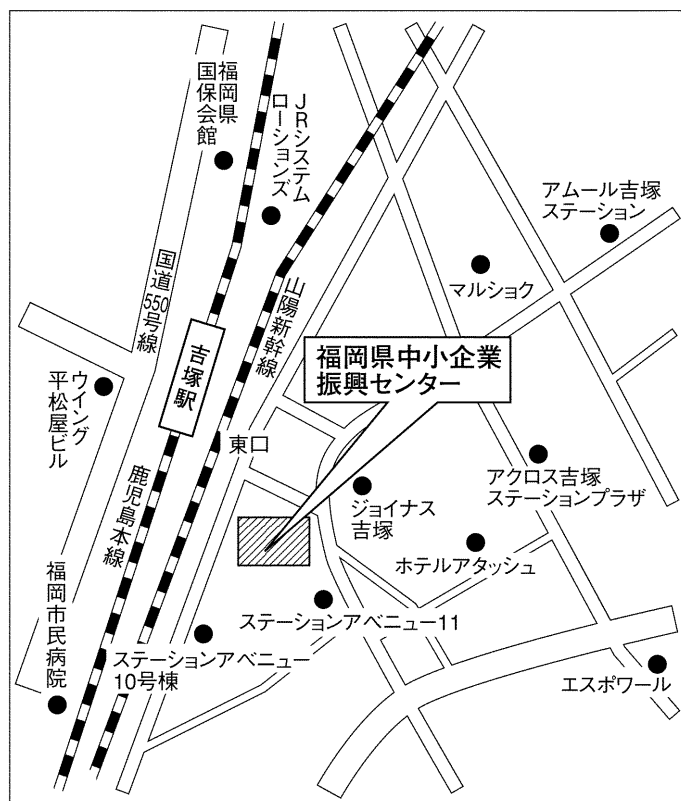 福岡県
国保会館
JRシステム
ローションズ
アムール吉塚
ステーション
マルショク
国道550号線
山陽新幹線
吉塚駅
福岡県中小企業
振興センター
ウイング
平松屋ビル
東口
鹿児島本線
ジョイナス
吉塚
アクロス吉塚
ステーションプラザ
ホテルアタッシュ
福岡市民病院
ステーションアベニュー11
ステーションアベニュー
10号棟
エスポワール